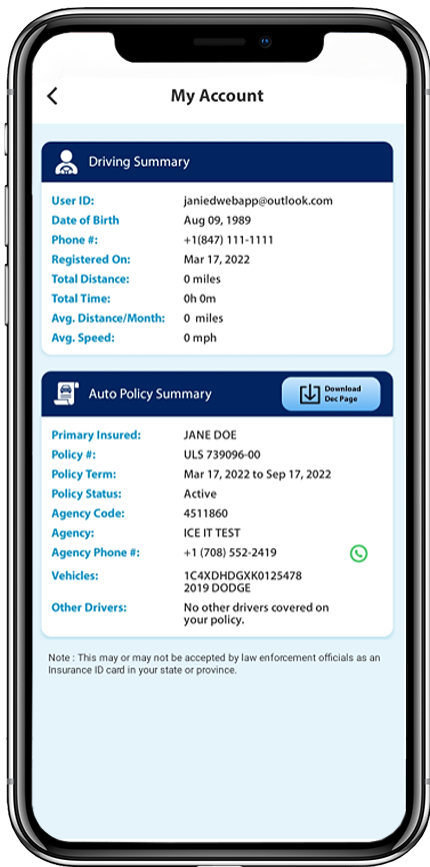 My Account
Driving Summary
User ID: janiedwebapp@outlook.com
Date of Birth Aug 09, 1989
Phone #: +1(847) 111-1111
Registered On: Mar 17, 2022
Total Distance: 0 miles
Total Time: 0h 0m
Avg. Distance/Month: 0 miles
Avg. Speed: 0 mph
Auto Policy Summary
Download
Dec Page
Primary Insured: JANE DOE
Policy #: ULS 739096-00
Policy Term: Mar 17, 2022 to Sep 17, 2022
Policy Status: Active
Agency Code: 4511860
Agency: ICE IT TEST
Agency Phone #: +1 (708) 552-2419
Vehicles: 1C4XDHDGXK0125478
2019 DODGE
Other Drivers: No other drivers covered on
your policy.
Note : This may or may not be accepted by law enforcement officials as an
Insurance ID card in your state or province.